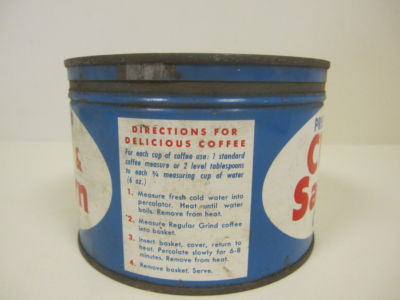 DIRECTIONS FOR
DELICIOUS COFFEE
For each cup of coffee use: 1 standard
coffee measure or 2 level tablespoons
to each ¾ measuring cup of water
(6 oz.)
1. Measure fresh cold water into
percolator. Heat until water
boils. Remove from heat.
2. Measure Regular Grind coffee
into basket.
3. Insert basket, cover, return to
heat. Percolate slowly for 6-8
minutes. Remove from heat.
4. Remove basket. Serve.
&